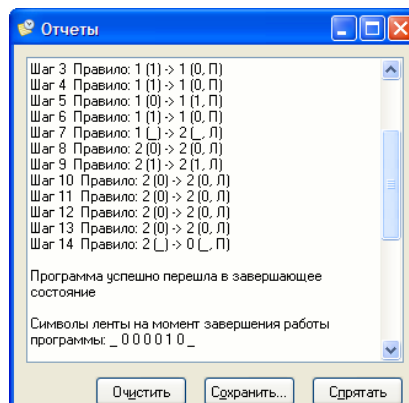 Отчеты
Шаг 3 Правило: 1 (1) -> 1 (0, П)
Шаг 4 Правило: 1 (1) -> 1 (0, П)
Шаг 5 Правило: 1 (0) -> 1 (1, П)
Шаг 6 Правило: 1 (1) -> 1 (0, П)
Шаг 7 Правило: 1 (_) -> 2 (_, Л)
Шаг 8 Правило: 2 (0) -> 2 (0, Л)
Шаг 9 Правило: 2 (1) -> 2 (1, Л)
Шаг 10 Правило: 2 (0) -> 2 (0, Л)
Шаг 11 Правило: 2 (0) -> 2 (0, Л)
Шаг 12 Правило: 2 (0) -> 2 (0, Л)
Шаг 13 Правило: 2 (0) -> 2 (0, Л)
Шаг 14 Правило: 2 (_) -> 0 (_, П)
Программа успешно перешла в завершающее
состояние
Символы ленты на момент завершения работы
программы: _ 0 0 0 0 1 0 _
Очистить Сохранить... Спрятать